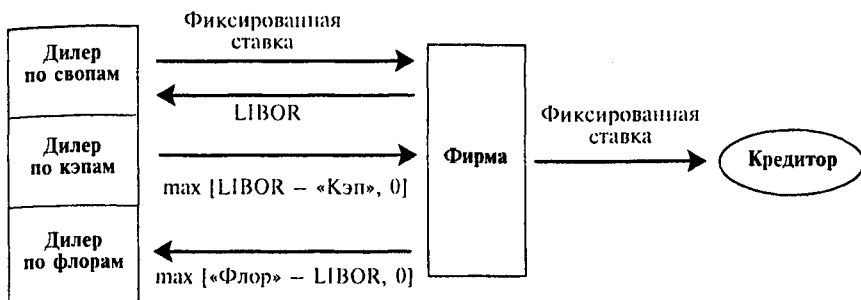 Фиксированная
ставка
Дилер
по свопам
LIBOR
Дилер
по кэпам
max [LIBOR – «Кэп», 0]
Дилер
по флорам
max [«Флор» – LIBOR, 0]
Фирма
Фиксированная
ставка
Кредитор